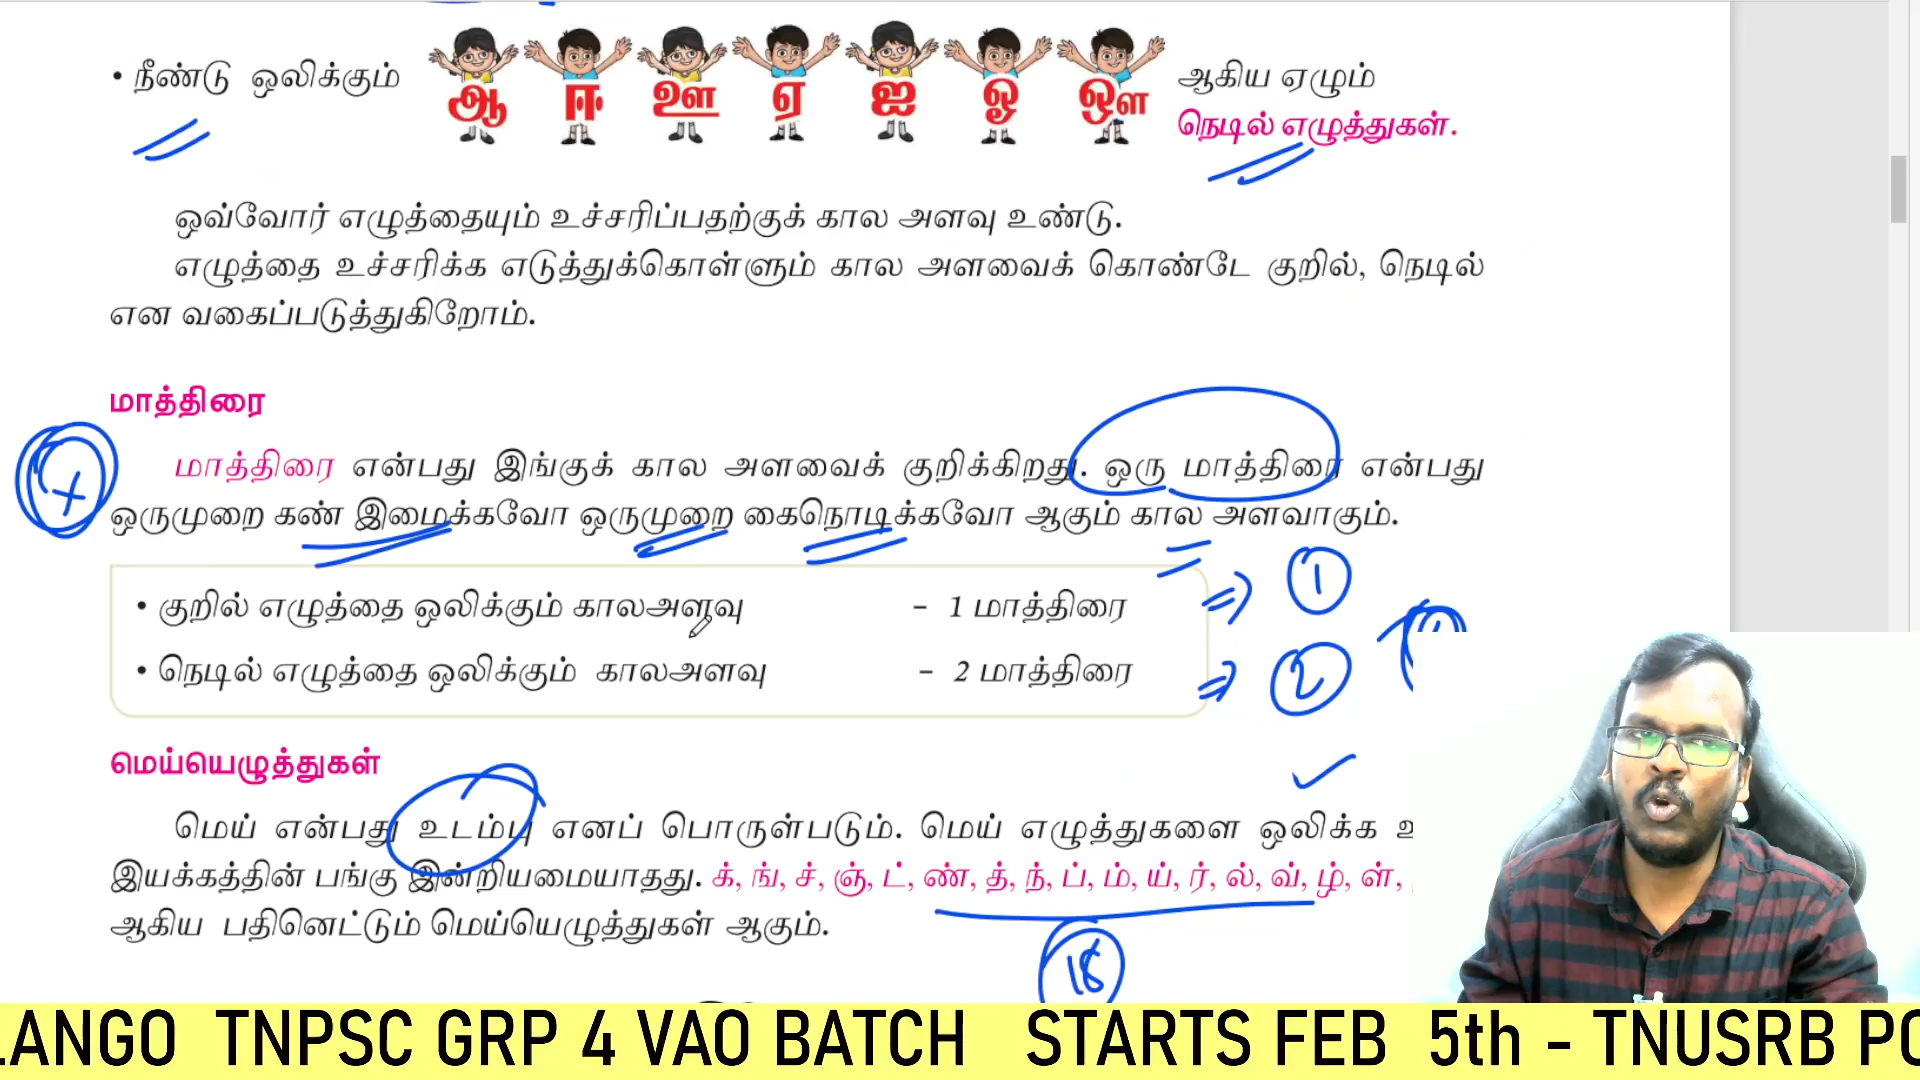 • நீண்டு ஒலிக்கும் ஆ ஈ ஊ ஏ ஐ ஓ ஔ ஆகிய ஏழும்
நெடில் எழுத்துகள்.
ஒவ்வோர் எழுத்தையும் உச்சரிப்பதற்குக் கால அளவு உண்டு.
எழுத்தை உச்சரிக்க எடுத்துக்கொள்ளும் கால அளவைக் கொண்டே குறில், நெடில்
என வகைப்படுத்துகிறோம்.
மாத்திரை
மாத்திரை என்பது இங்குக் கால அளவைக் குறிக்கிறது. ஒரு மாத்திரை என்பது
ஒருமுறை கண் இமைக்கவோ ஒருமுறை கைநொடிக்கவோ ஆகும் கால அளவாகும்.
• குறில் எழுத்தை ஒலிக்கும் காலஅளவு – 1 மாத்திரை ⇒ 1
• நெடில் எழுத்தை ஒலிக்கும் காலஅளவு – 2 மாத்திரை ⇒ 2
மெய்யெழுத்துகள்
மெய் என்பது உடம்பு எனப் பொருள்படும். மெய் எழுத்துகளை ஒலிக்க
இயக்கத்தின் பங்கு இன்றியமையாதது. க், ங், ச், ஞ், ட், ண், த், ந், ப், ம், ய், ர், ல், வ், ழ், ள்,
ஆகிய பதினெட்டும் மெய்யெழுத்துகள் ஆகும்.
18
LANGO TNPSC GRP 4 VAO BATCH STARTS FEB 5th - TNUSRB PO